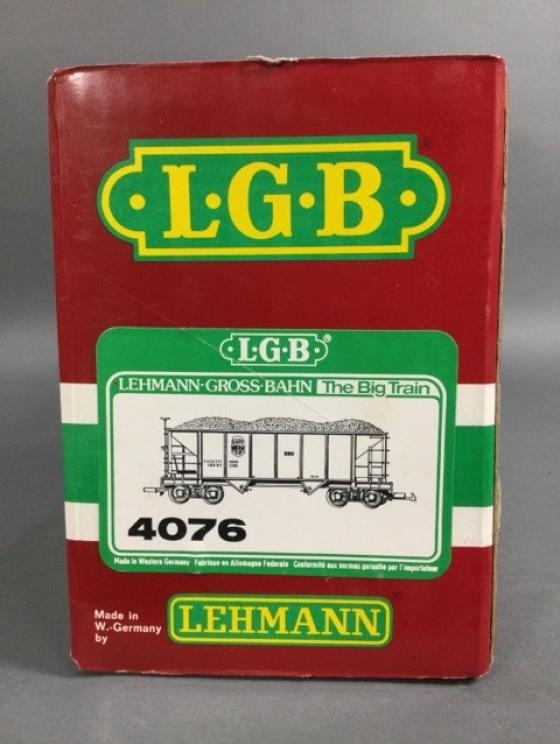 L·G·B®
L·G·B®
LEHMANN·GROSS·BAHN The Big Train
4076
Made in Western Germany Fabriqué en Allemagne Federale Conformité aux normes garantie par l'importateur
Made in
W.-Germany
by
LEHMANN®